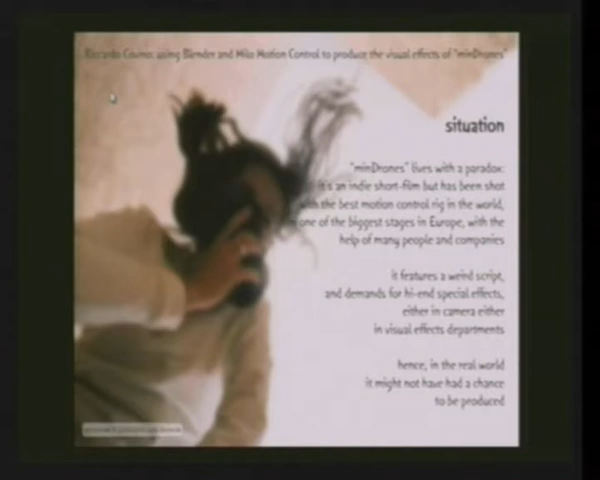 Riccardo Covino: using Blender and Milo Motion Control to produce the visual effects of "minDrones"
situation
"minDrones" lives with a paradox:
it's an indie short-film but has been shot
with the best motion control rig in the world,
one of the biggest stages in Europe, with the
help of many people and companies
it features a weird script,
and demands for hi-end special effects,
either in camera either
in visual effects departments
hence, in the real world
it might not have had a chance
to be produced